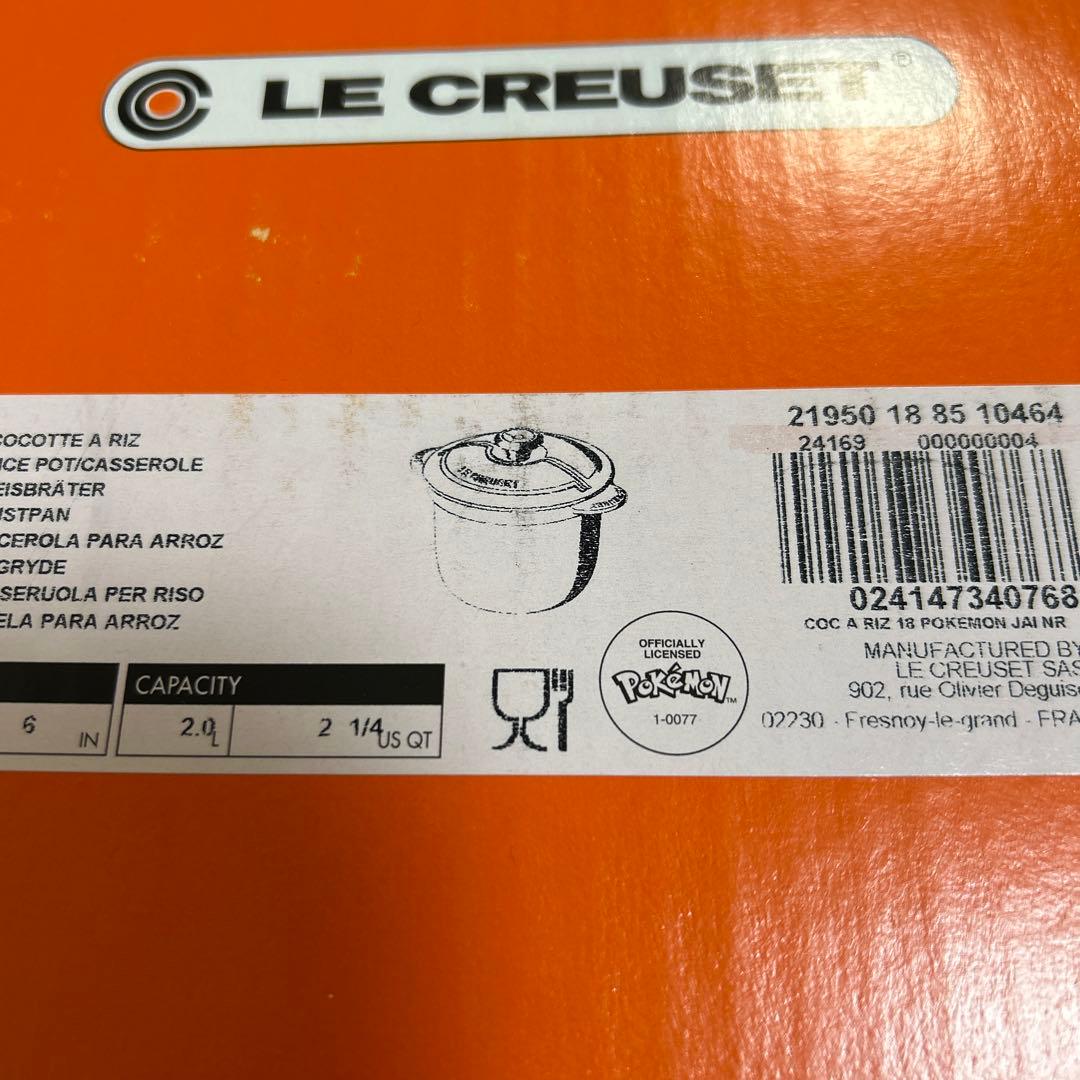 LE CREUSET®
COCOTTE A RIZ
ICE POT/CASSEROLE
EISBRÄTER
ISTPAN
CEROLA PARA ARROZ
GRYDE
SERUOLA PER RISO
ELA PARA ARROZ
6 IN
CAPACITY
2.0 L 2 1/4 US QT
LE CREUSET
OFFICIALLY
LICENSED
POKéMON™
1-0077
21950 18 85 10464
24169 000000004
024147340768
COC A RIZ 18 POKEMON JAI NR
MANUFACTURED BY
LE CREUSET SAS
902, rue Olivier Deguise
02230 - Fresnoy-le-grand - FRA